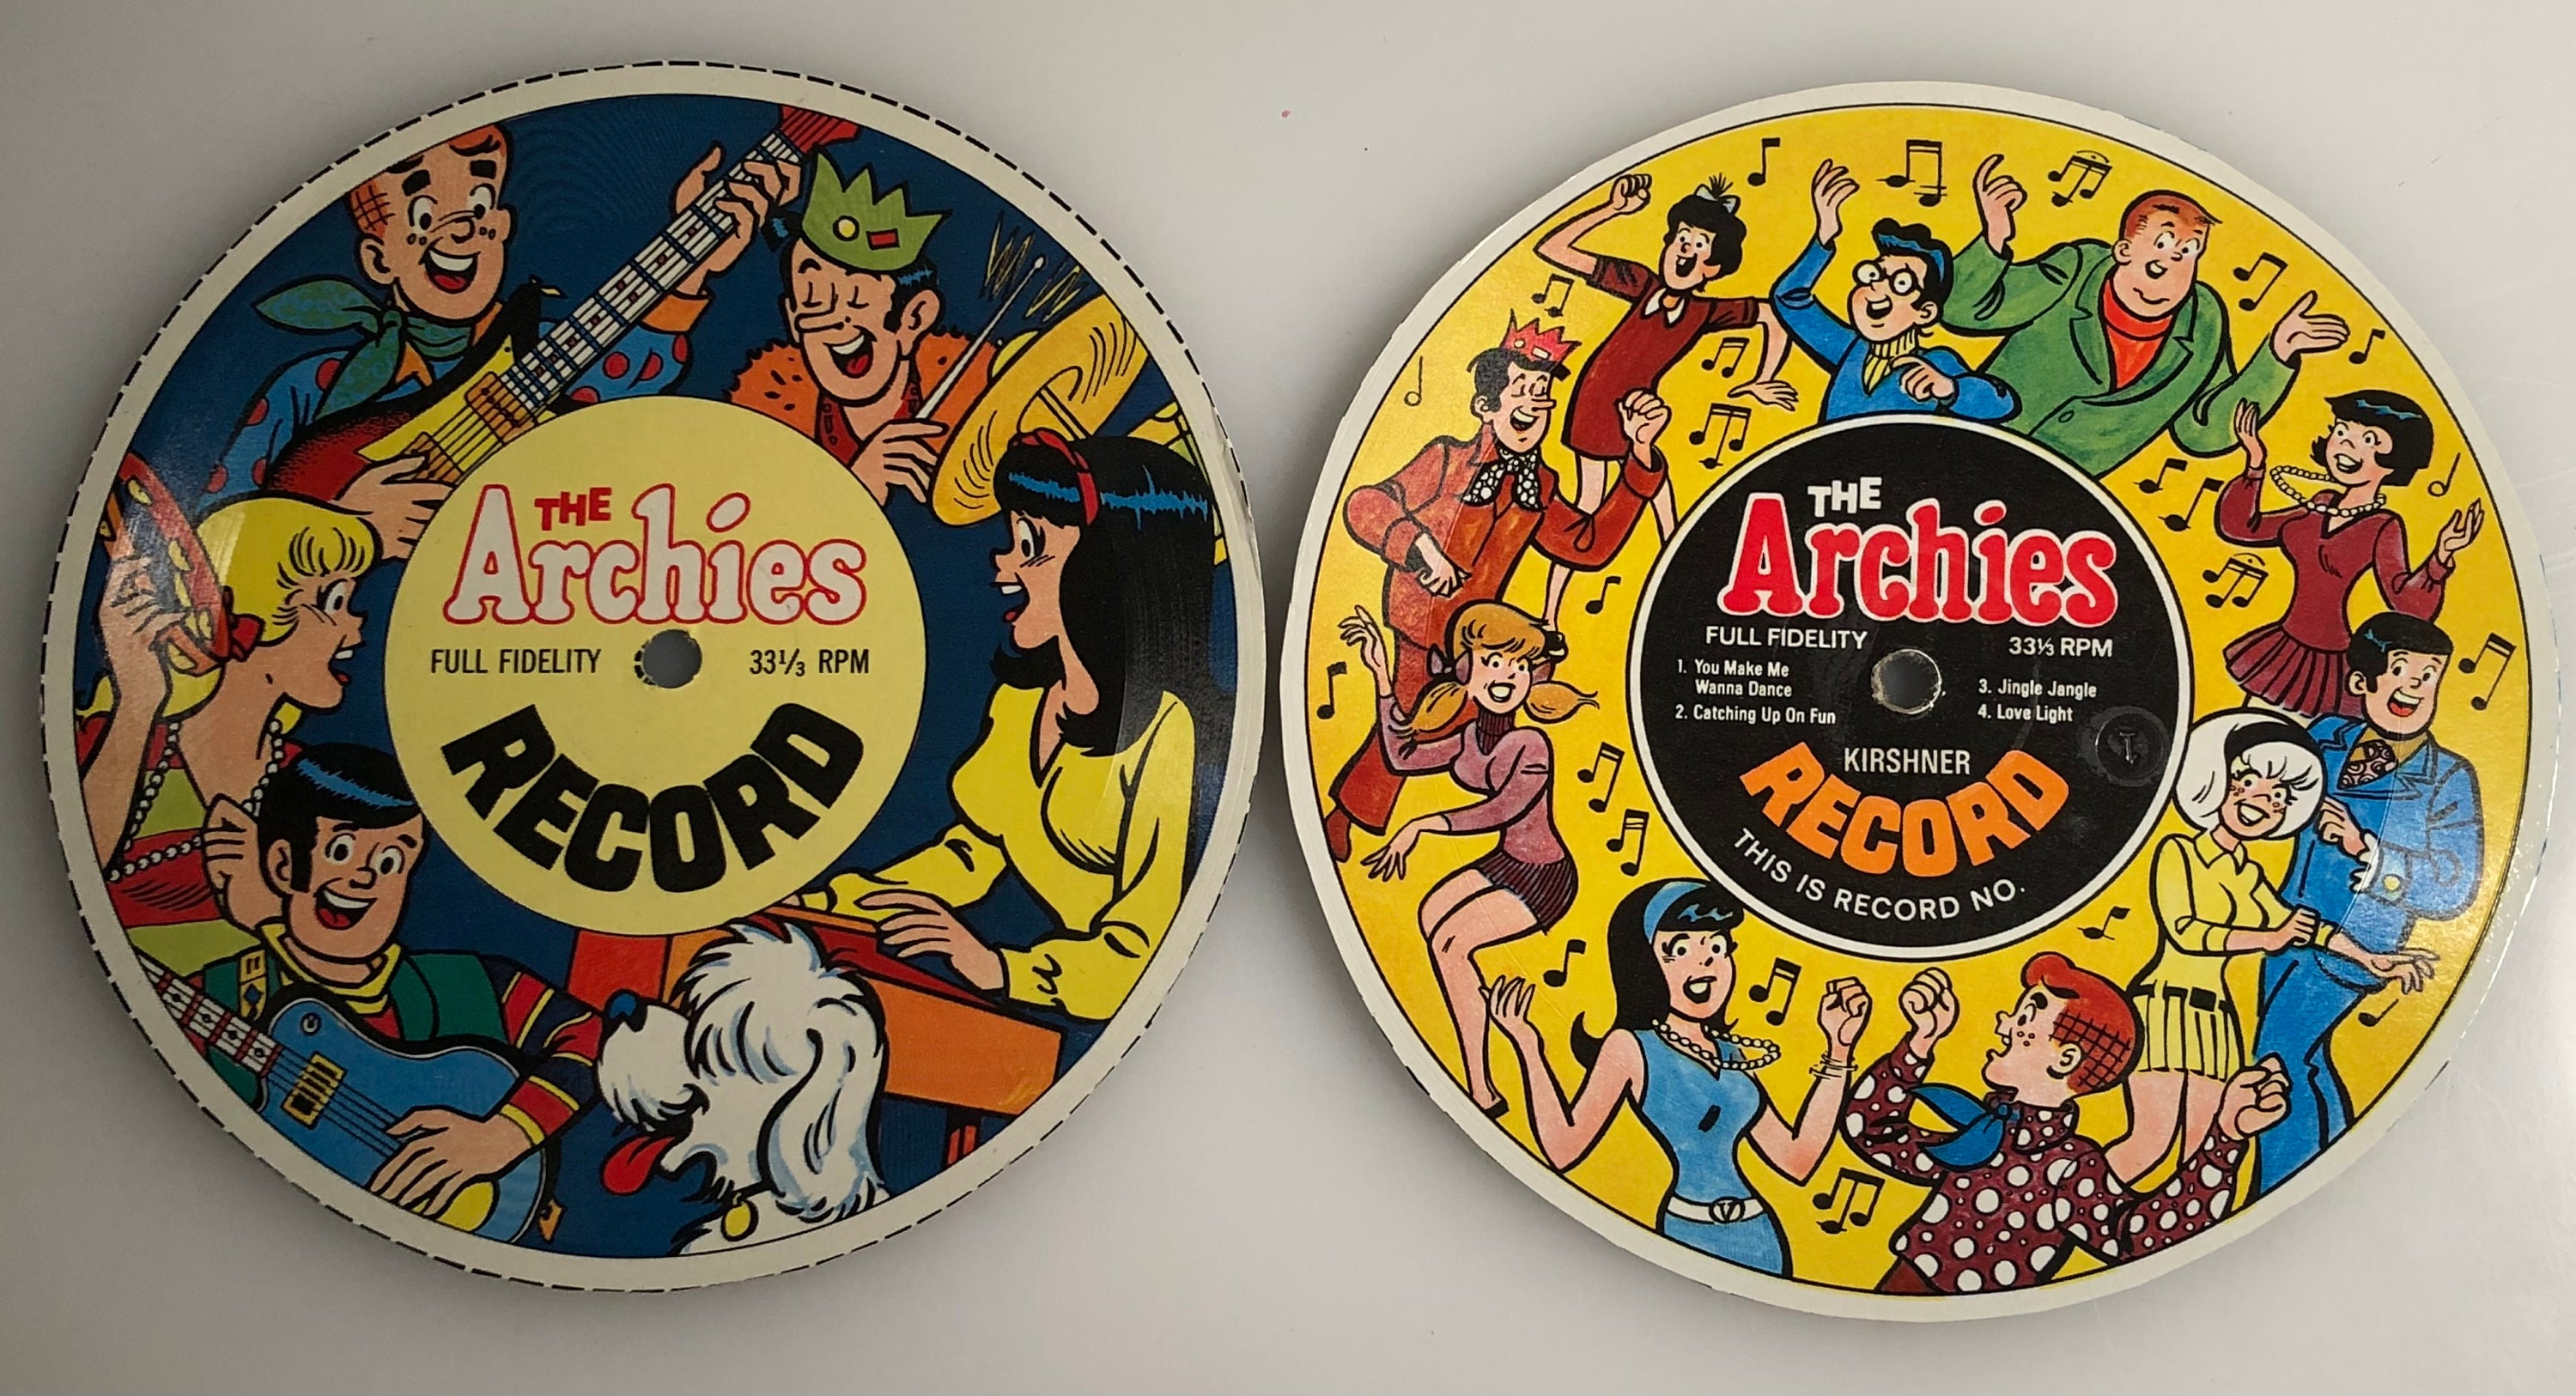 THE
Archies
FULL FIDELITY 33⅓ RPM
RECORD
THE
Archies
FULL FIDELITY 33⅓ RPM
1. You Make Me
Wanna Dance
2. Catching Up On Fun
3. Jingle Jangle
4. Love Light
KIRSHNER
RECORD
THIS IS RECORD NO.
1
V